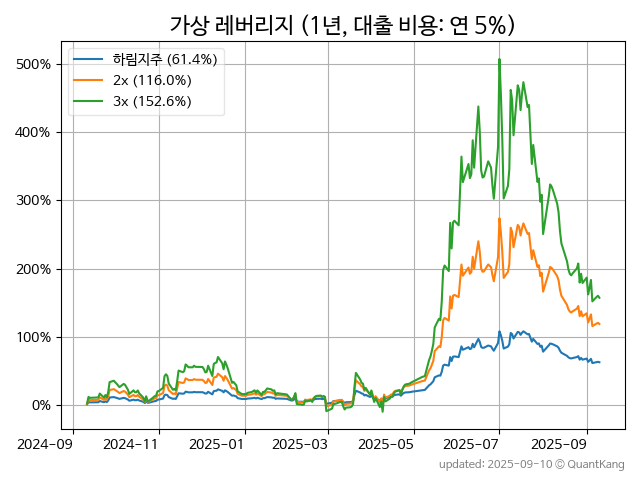 가상 레버리지 (1년, 대출 비용: 연 5%)
하림지주 (61.4%)
2x (116.0%)
3x (152.6%)
500%
400%
300%
200%
100%
0%
2024-09 2024-11 2025-01 2025-03 2025-05 2025-07 2025-09
updated: 2025-09-10 © QuantKang